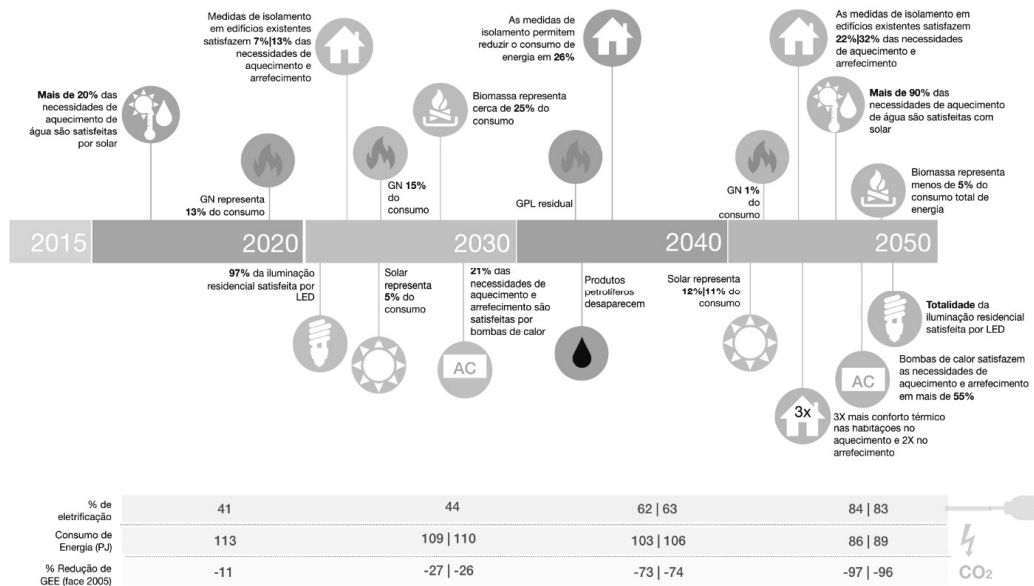 Mais de 20% das
necessidades de
aquecimento de
água são satisfeitas
por solar
GN representa
13% do consumo
Medidas de isolamento
em edifícios existentes
satisfazem 7%|13% das
necessidades de
aquecimento e
arrefecimento
GN 15%
do
consumo
Biomassa representa
cerca de 25% do
consumo
As medidas de
isolamento permitem
reduzir o consumo de
energia em 26%
GPL residual
GN 1%
do
consumo
As medidas de isolamento em
edifícios existentes satisfazem
22%|32% das necessidades
de aquecimento e
arrefecimento
Mais de 90% das
necessidades de aquecimento
de água são satisfeitas com
solar
Biomassa representa
menos de 5% do
consumo total de
energia
2015 2020 2030 2040 2050
97% da iluminação
residencial satisfeita por
LED
Solar
representa
5% do
consumo
21% das
necessidades de
aquecimento e
arrefecimento são
satisfeitas por
bombas de calor
AC
Produtos
petrolíferos
desaparecem
Solar representa
12%|11% do
consumo
Totalidade da
iluminação residencial
satisfeita por LED
Bombas de calor satisfazem
as necessidades de
aquecimento e arrefecimento
em mais de 55%
AC
3x
3X mais conforto térmico
nas habitações no
aquecimento e 2X no
arrefecimento
% de
eletrificação
41 44 62 | 63 84 | 83
Consumo de
Energia (PJ)
113 109 | 110 103 | 106 86 | 89
% Redução de
GEE (face 2005)
-11 -27 | -26 -73 | -74 -97 | -96
CO₂